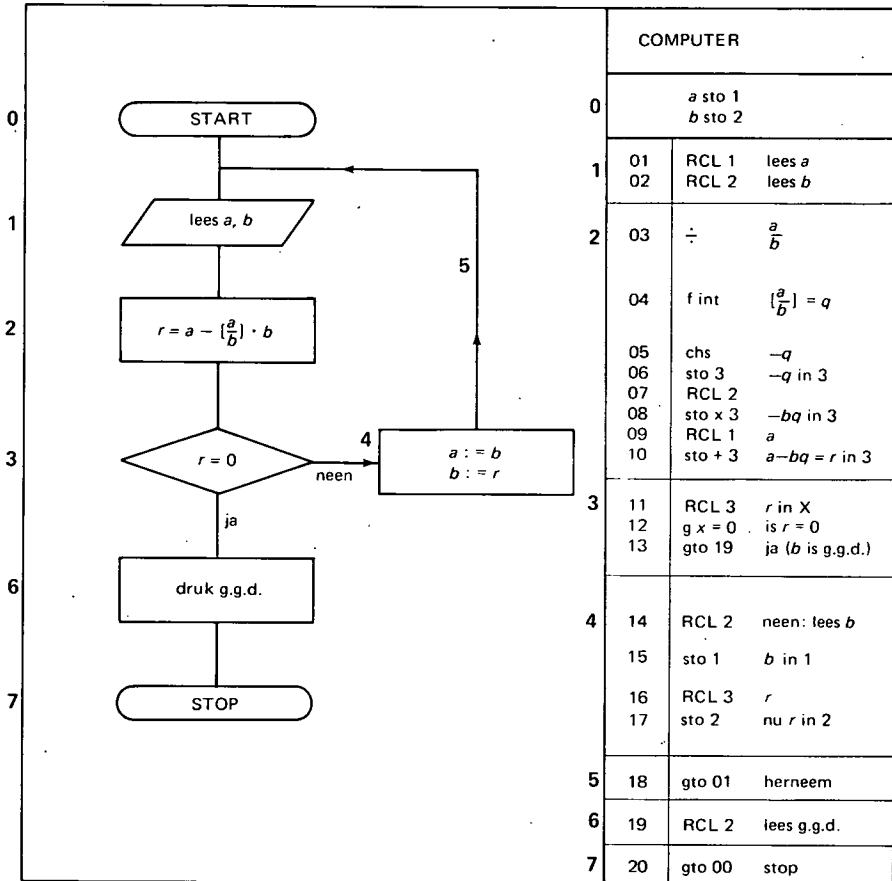 0
START
1
lees a, b
2
r = a − [a/b] · b
3
r = 0
neen
ja
4
a : = b
b : = r
5
6
druk g.g.d.
7
STOP
COMPUTER
0
a sto 1
b sto 2
1
01 RCL 1 lees a
02 RCL 2 lees b
2
03 ÷ a/b
04 f int [a/b] = q
05 chs −q
06 sto 3 −q in 3
07 RCL 2
08 sto x 3 −bq in 3
09 RCL 1 a
10 sto + 3 a−bq = r in 3
3
11 RCL 3 r in X
12 g x = 0 is r = 0
13 gto 19 ja (b is g.g.d.)
4
14 RCL 2 neen: lees b
15 sto 1 b in 1
16 RCL 3 r
17 sto 2 nu r in 2
5
18 gto 01 herneem
6
19 RCL 2 lees g.g.d.
7
20 gto 00 stop